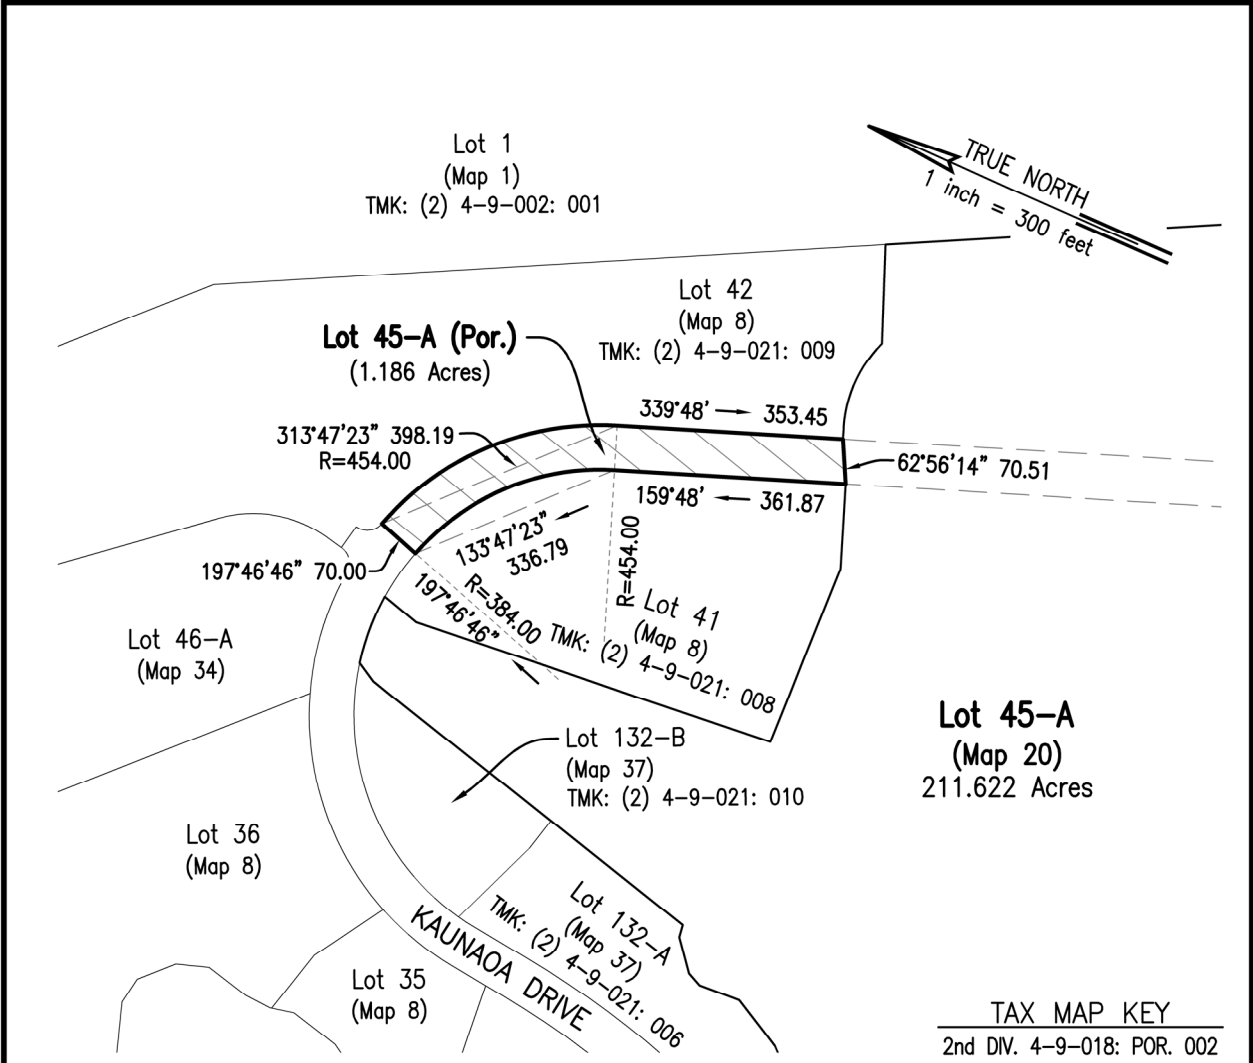 Lot 1
(Map 1)
TMK: (2) 4-9-002: 001
TRUE NORTH
1 inch = 300 feet
Lot 42
(Map 8)
TMK: (2) 4-9-021: 009
Lot 45-A (Por.)
(1.186 Acres)
339°48' 353.45
313°47'23" 398.19
R=454.00
62°56'14" 70.51
159°48' 361.87
133°47'23"
336.79
R=454.00
197°46'46" 70.00
R=384.00
197°46'46"
Lot 41
(Map 8)
TMK: (2) 4-9-021: 008
Lot 46-A
(Map 34)
Lot 45-A
(Map 20)
211.622 Acres
Lot 132-B
(Map 37)
TMK: (2) 4-9-021: 010
Lot 36
(Map 8)
Lot 132-A
(Map 37)
TMK: (2) 4-9-021: 006
KAUNAOA DRIVE
Lot 35
(Map 8)
TAX MAP KEY
2nd DIV. 4-9-018: POR. 002